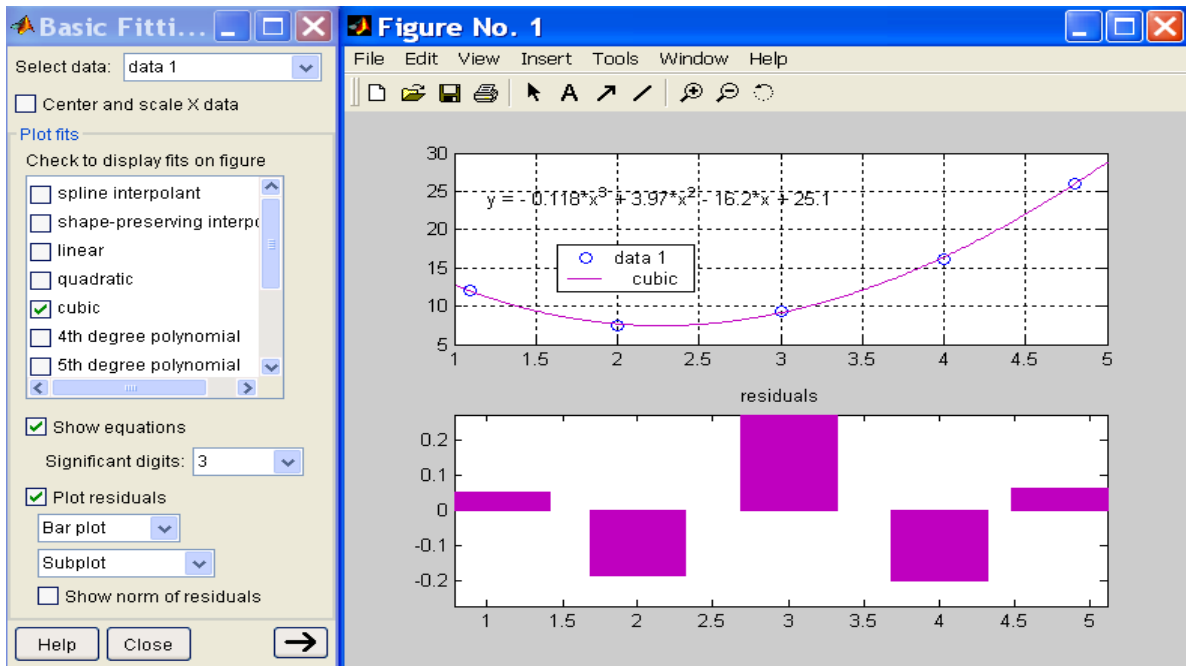 Basic Fitti...
Select data: data 1
Center and scale X data
Plot fits
Check to display fits on figure
spline interpolant
shape-preserving interp
linear
quadratic
cubic
4th degree polynomial
5th degree polynomial
Show equations
Significant digits: 3
Plot residuals
Bar plot
Subplot
Show norm of residuals
Help Close
Figure No. 1
File Edit View Insert Tools Window Help
A
30
25
20
15
10
5
y = - 0.118*x^3 + 3.97*x^2 - 16.2*x + 25.1
data 1
cubic
1 1.5 2 2.5 3 3.5 4 4.5 5
residuals
0.2
0.1
0
-0.1
-0.2
1 1.5 2 2.5 3 3.5 4 4.5 5